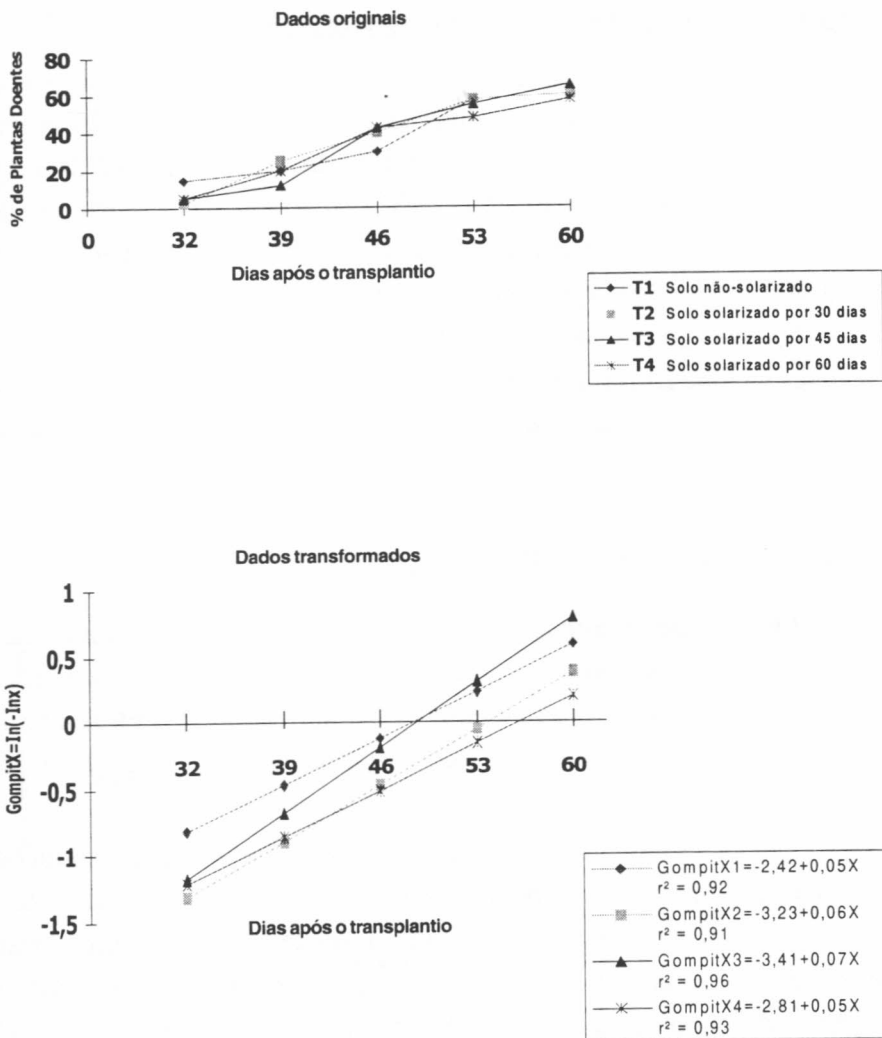 Dados originais
% de Plantas Doentes
80
60
40
20
0
0 32 39 46 53 60
Dias após o transplantio
T1 Solo não-solarizado
T2 Solo solarizado por 30 dias
T3 Solo solarizado por 45 dias
T4 Solo solarizado por 60 dias
Dados transformados
GompitX=ln(-lnx)
1
0,5
0
-0,5
-1
-1,5
32 39 46 53 60
Dias após o transplantio
GompitX1=-2,42+0,05X
r² = 0,92
GompitX2=-3,23+0,06X
r² = 0,91
GompitX3=-3,41+0,07X
r² = 0,96
GompitX4=-2,81+0,05X
r² = 0,93